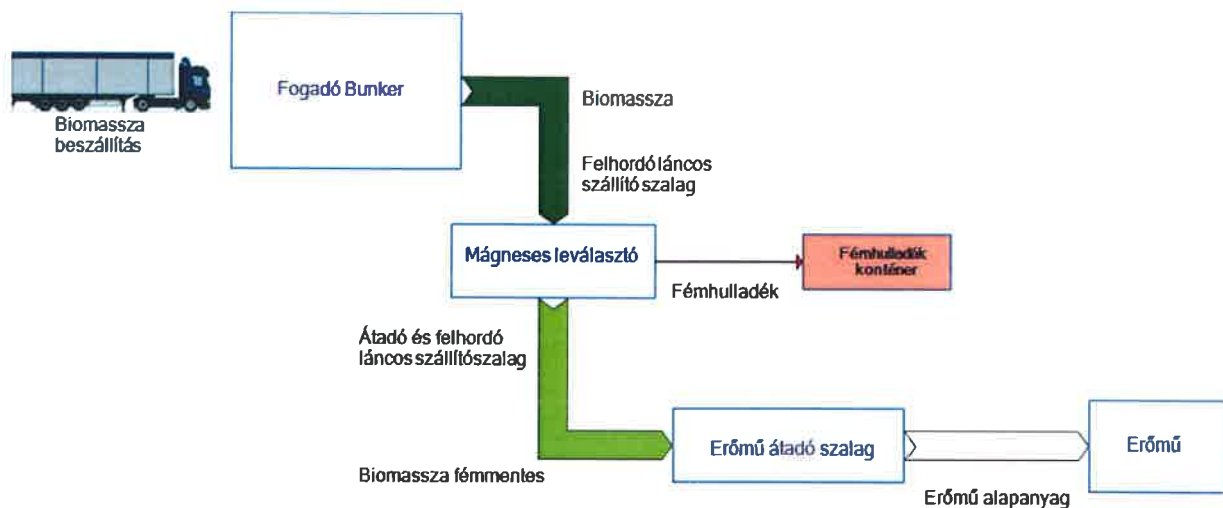 Biomassza
beszállítás
Fogadó Bunker
Biomassza
Felhordó láncos
szállító szalag
Mágneses leválasztó
Fémhulladék
Fémhulladék
konténer
Átadó és felhordó
láncos szállítószalag
Biomassza fémmentes
Erőmű átadó szalag
Erőmű alapanyag
Erőmű